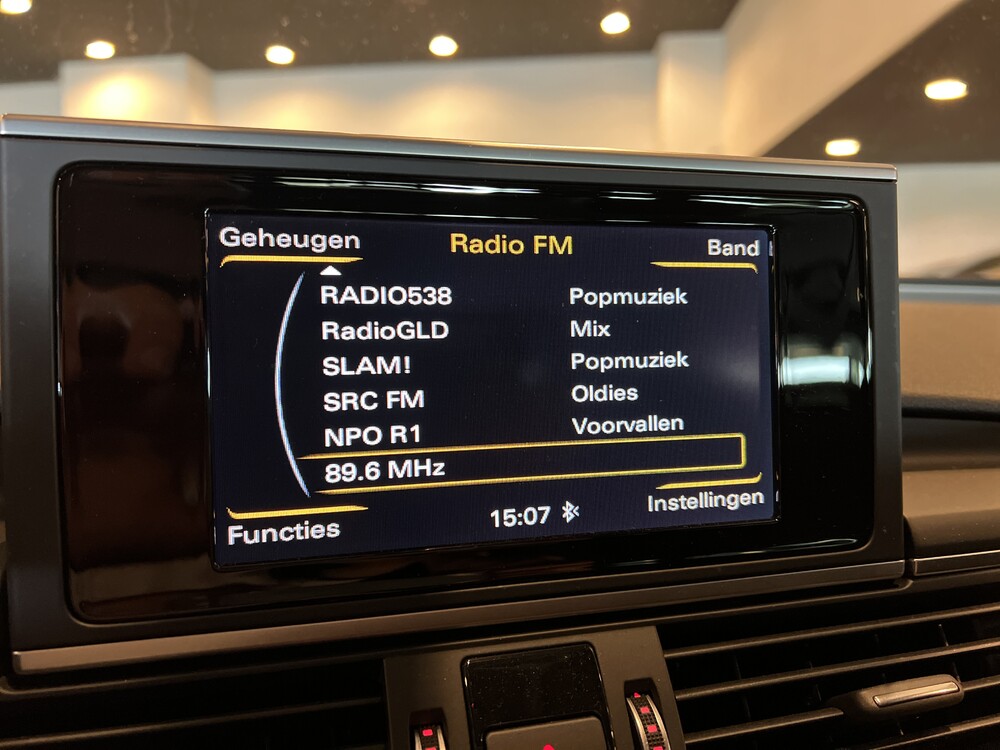 Geheugen Radio FM Band
RADIO538 Popmuziek
RadioGLD Mix
SLAM! Popmuziek
SRC FM Oldies
NPO R1 Voorvallen
89.6 MHz
Functies 15:07 Instellingen